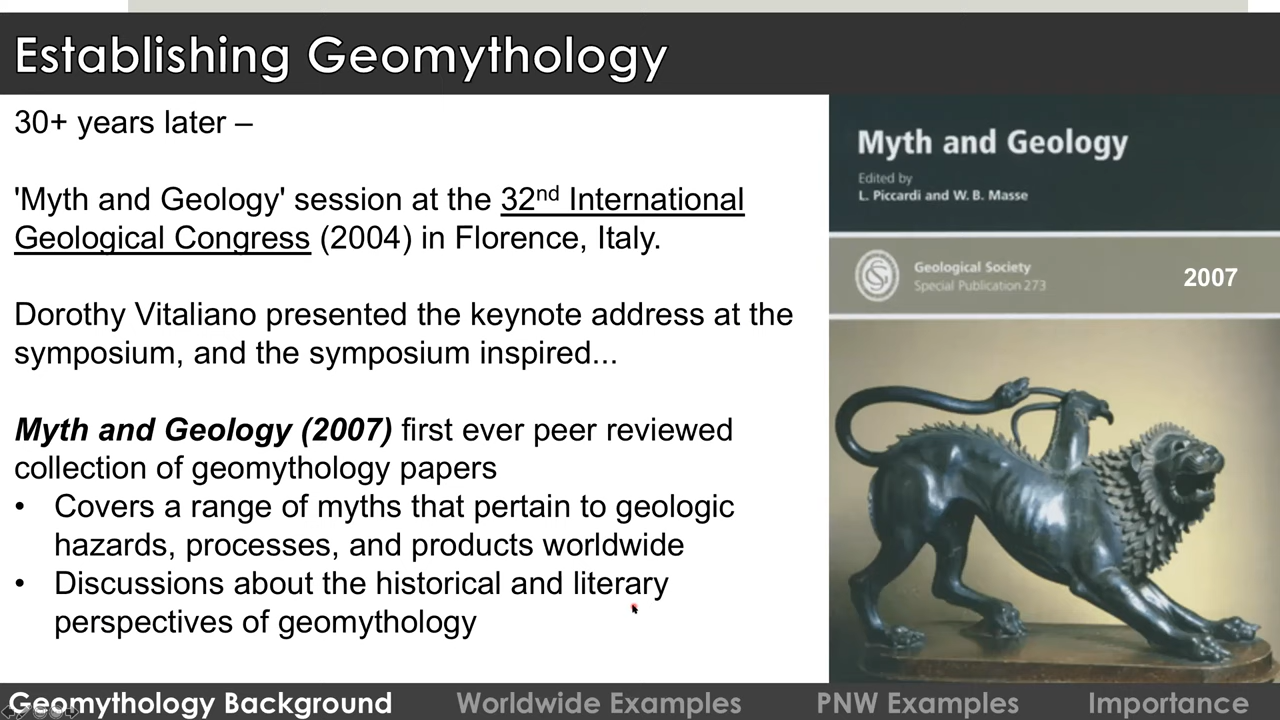 Establishing Geomythology
30+ years later –
'Myth and Geology' session at the 32nd International
Geological Congress (2004) in Florence, Italy.
Dorothy Vitaliano presented the keynote address at the
symposium, and the symposium inspired...
Myth and Geology (2007) first ever peer reviewed
collection of geomythology papers
• Covers a range of myths that pertain to geologic
hazards, processes, and products worldwide
• Discussions about the historical and literary
perspectives of geomythology
Myth and Geology
Edited by
L. Piccardi and W. B. Masse
Geological Society
Special Publication 273
2007
Geomythology Background Worldwide Examples PNW Examples Importance